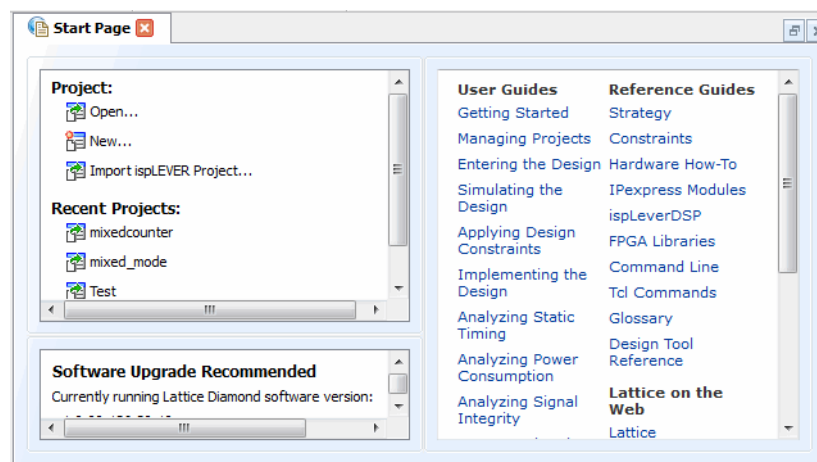 Start Page
Project:
Open...
New...
Import ispLEVER Project...
Recent Projects:
mixedcounter
mixed_mode
Test
Software Upgrade Recommended
Currently running Lattice Diamond software version:
User Guides
Getting Started
Managing Projects
Entering the Design
Simulating the
Design
Applying Design
Constraints
Implementing the
Design
Analyzing Static
Timing
Analyzing Power
Consumption
Analyzing Signal
Integrity
Reference Guides
Strategy
Constraints
Hardware How-To
IPexpress Modules
ispLeverDSP
FPGA Libraries
Command Line
Tcl Commands
Glossary
Design Tool
Reference
Lattice on the
Web
Lattice